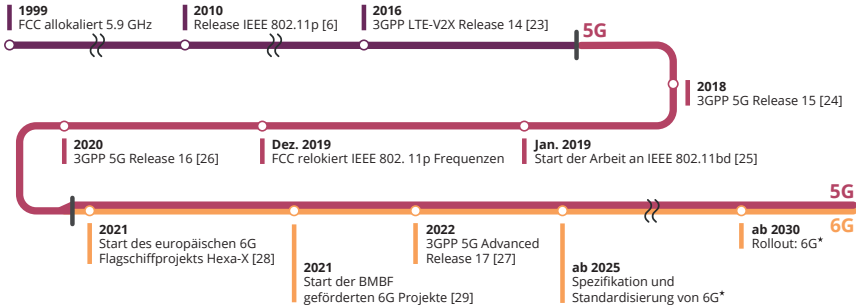 1999
FCC allokaliert 5.9 GHz
2010
Release IEEE 802.11p [6]
2016
3GPP LTE-V2X Release 14 [23]
5G
2018
3GPP 5G Release 15 [24]
2020
3GPP 5G Release 16 [26]
Dez. 2019
FCC relokiert IEEE 802. 11p Frequenzen
Jan. 2019
Start der Arbeit an IEEE 802.11bd [25]
5G
6G
2021
Start des europäischen 6G
Flagschiffprojekts Hexa-X [28]
2021
Start der BMBF
geförderten 6G Projekte [29]
2022
3GPP 5G Advanced
Release 17 [27]
ab 2025
Spezifikation und
Standardisierung von 6G*
ab 2030
Rollout: 6G*